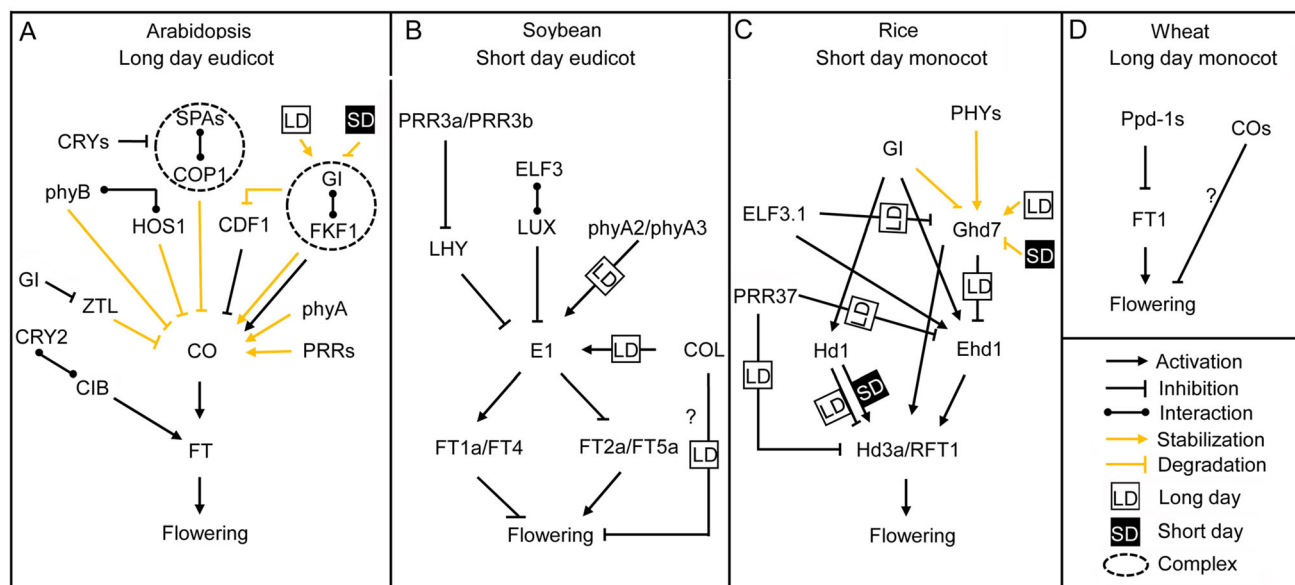 A
Arabidopsis
Long day eudicot
SPAs
COP1
CRYs
LD
SD
GI
FKF1
phyB
HOS1
CDF1
GI
ZTL
phyA
CRY2
CO
PRRs
CIB
FT
Flowering
B
Soybean
Short day eudicot
PRR3a/PRR3b
ELF3
LUX
LHY
phyA2/phyA3
LD
E1
LD
COL
?
FT1a/FT4
FT2a/FT5a
LD
Flowering
C
Rice
Short day monocot
PHYs
GI
ELF3.1
LD
Ghd7
LD
SD
LD
PRR37
LD
LD
Hd1
Ehd1
LD
SD
Hd3a/RFT1
Flowering
D
Wheat
Long day monocot
Ppd-1s
COs
?
FT1
Flowering
Activation
Inhibition
Interaction
Stabilization
Degradation
LD Long day
SD Short day
Complex